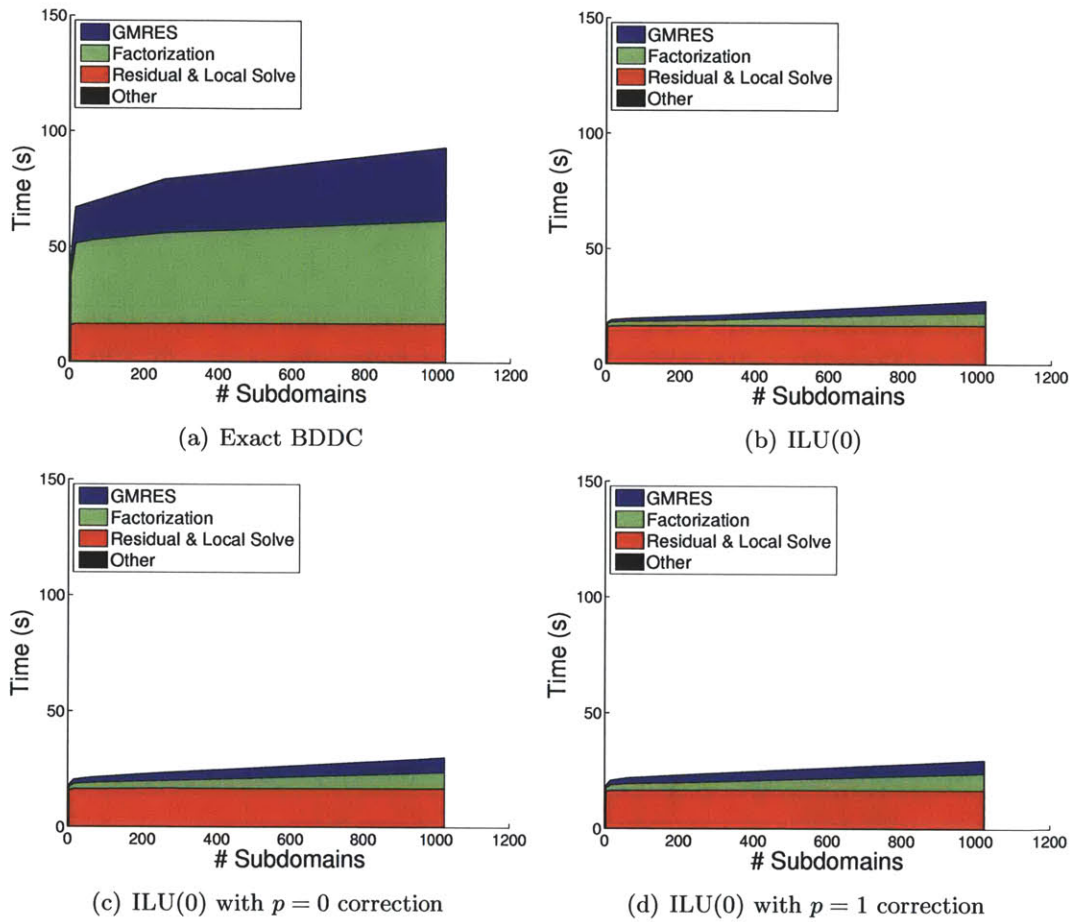 150
GMRES
Factorization
Residual & Local Solve
Other
100
Time (s)
50
0
0 200 400 600 800 1000 1200
# Subdomains
(a) Exact BDDC
150
GMRES
Factorization
Residual & Local Solve
Other
100
Time (s)
50
0
0 200 400 600 800 1000 1200
# Subdomains
(b) ILU(0)
150
GMRES
Factorization
Residual & Local Solve
Other
100
Time (s)
50
0
0 200 400 600 800 1000 1200
# Subdomains
(c) ILU(0) with p = 0 correction
150
GMRES
Factorization
Residual & Local Solve
Other
100
Time (s)
50
0
0 200 400 600 800 1000 1200
# Subdomains
(d) ILU(0) with p = 1 correction